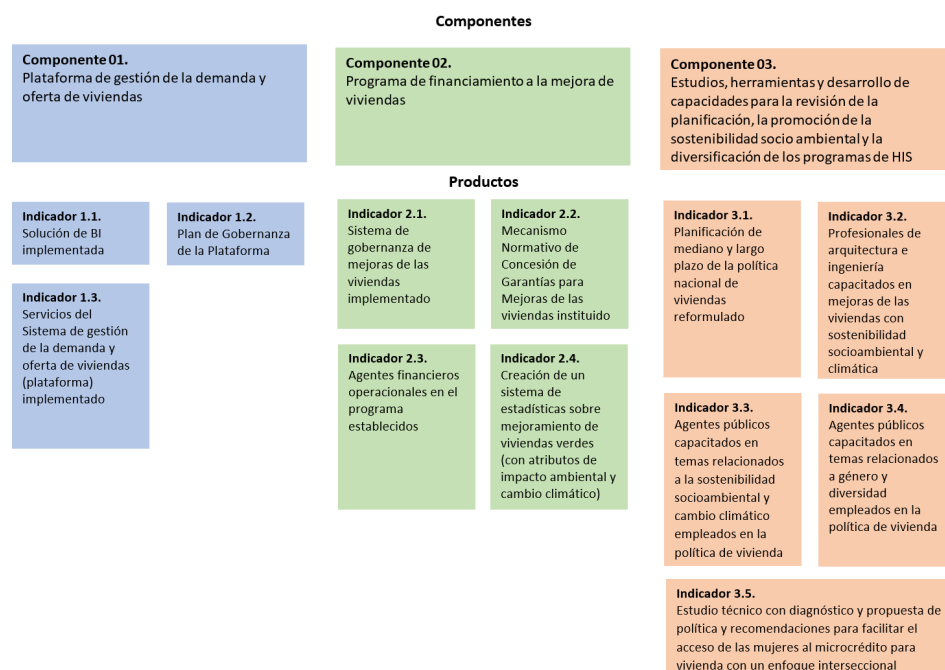 Componentes
Componente 01.
Plataforma de gestión de la demanda y
oferta de viviendas
Componente 02.
Programa de financiamiento a la mejora de
viviendas
Componente 03.
Estudios, herramientas y desarrollo de
capacidades para la revisión de la
planificación, la promoción de la
sostenibilidad socio ambiental y la
diversificación de los programas de HIS
Productos
Indicador 1.1.
Solución de BI
implementada
Indicador 1.2.
Plan de Gobernanza
de la Plataforma
Indicador 1.3.
Servicios del
Sistema de gestión
de la demanda y
oferta de viviendas
(plataforma)
implementado
Indicador 2.1.
Sistema de
gobernanza de
mejoras de las
viviendas
implementado
Indicador 2.2.
Mecanismo
Normativo de
Concesión de
Garantías para
Mejoras de las
viviendas instituido
Indicador 2.3.
Agentes financieros
operacionales en el
programa
establecidos
Indicador 2.4.
Creación de un
sistema de
estadísticas sobre
mejoramiento de
viviendas verdes
(con atributos de
impacto ambiental y
cambio climático)
Indicador 3.1.
Planificación de
mediano y largo
plazo de la política
nacional de
viviendas
reformulado
Indicador 3.2.
Profesionales de
arquitectura e
ingeniería
capacitados en
mejoras de las
viviendas con
sostenibilidad
socioambiental y
climática
Indicador 3.3.
Agentes públicos
capacitados en
temas relacionados
a la sostenibilidad
socioambiental y
cambio climático
empleados en la
política de vivienda
Indicador 3.4.
Agentes públicos
capacitados en
temas relacionados
a género y
diversidad
empleados en la
política de vivienda
Indicador 3.5.
Estudio técnico con diagnóstico y propuesta de
política y recomendaciones para facilitar el
acceso de las mujeres al microcrédito para
vivienda con un enfoque interseccional